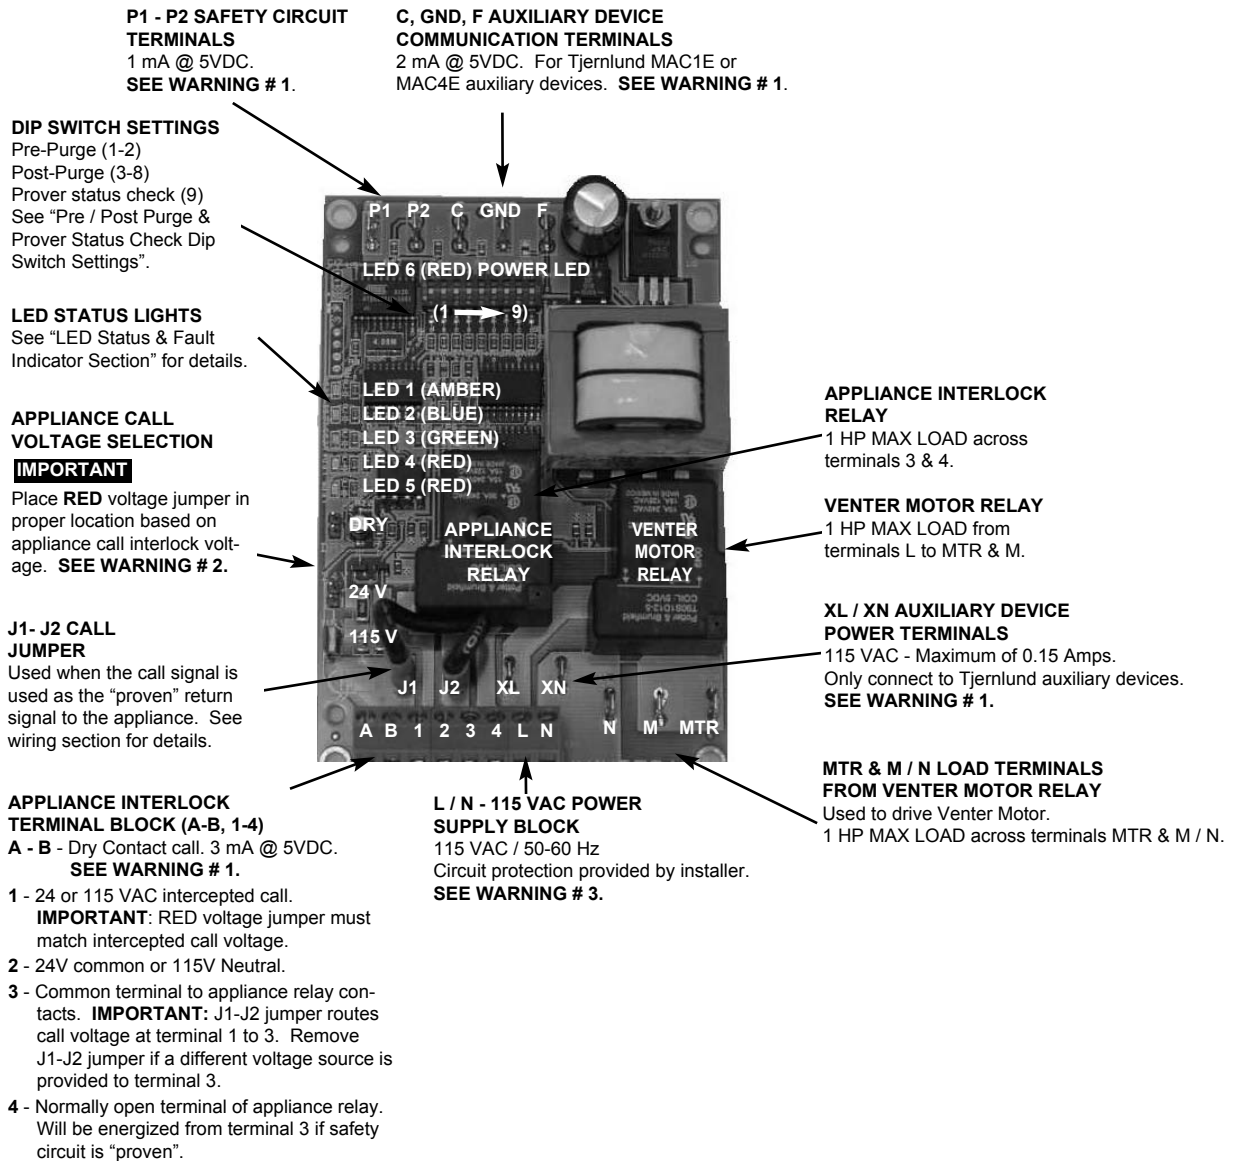 P1 - P2 SAFETY CIRCUIT
TERMINALS
1 mA @ 5VDC.
SEE WARNING # 1.
C, GND, F AUXILIARY DEVICE
COMMUNICATION TERMINALS
2 mA @ 5VDC.  For Tjernlund MAC1E or
MAC4E auxiliary devices.  SEE WARNING # 1.
DIP SWITCH SETTINGS
Pre-Purge (1-2)
Post-Purge (3-8)
Prover status check (9)
See “Pre / Post Purge &
Prover Status Check Dip
Switch Settings”.
LED STATUS LIGHTS
See “LED Status & Fault
Indicator Section” for details.
APPLIANCE CALL
VOLTAGE SELECTION
IMPORTANT
Place RED voltage jumper in
proper location based on
appliance call interlock volt-
age.  SEE WARNING # 2.
J1- J2 CALL
JUMPER
Used when the call signal is
used as the “proven” return
signal to the appliance.  See
wiring section for details.
P1 P2 C GND F
LED 6 (RED) POWER LED
(1 9)
4.00M
LED 1 (AMBER)
LED 2 (BLUE)
LED 3 (GREEN)
LED 4 (RED)
LED 5 (RED)
DRY
24 V
115 V
APPLIANCE
INTERLOCK
RELAY
VENTER
MOTOR
RELAY
Potter & Brumfield
T90S1D12-5
COIL: 5VDC
J1 J2 XL XN
A B 1 2 3 4 L N
N M MTR
APPLIANCE INTERLOCK
RELAY
1 HP MAX LOAD across
terminals 3 & 4.
VENTER MOTOR RELAY
1 HP MAX LOAD from
terminals L to MTR & M.
XL / XN AUXILIARY DEVICE
POWER TERMINALS
115 VAC - Maximum of 0.15 Amps.
Only connect to Tjernlund auxiliary devices.
SEE WARNING # 1.
MTR & M / N LOAD TERMINALS
FROM VENTER MOTOR RELAY
Used to drive Venter Motor.
1 HP MAX LOAD across terminals MTR & M / N.
APPLIANCE INTERLOCK
TERMINAL BLOCK (A-B, 1-4)
A - B - Dry Contact call. 3 mA @ 5VDC.
SEE WARNING # 1.
1 - 24 or 115 VAC intercepted call.
IMPORTANT: RED voltage jumper must
match intercepted call voltage.
2 - 24V common or 115V Neutral.
3 - Common terminal to appliance relay con-
tacts.  IMPORTANT: J1-J2 jumper routes
call voltage at terminal 1 to 3.  Remove
J1-J2 jumper if a different voltage source is
provided to terminal 3.
4 - Normally open terminal of appliance relay.
Will be energized from terminal 3 if safety
circuit is “proven”.
L / N - 115 VAC POWER
SUPPLY BLOCK
115 VAC / 50-60 Hz
Circuit protection provided by installer.
SEE WARNING # 3.